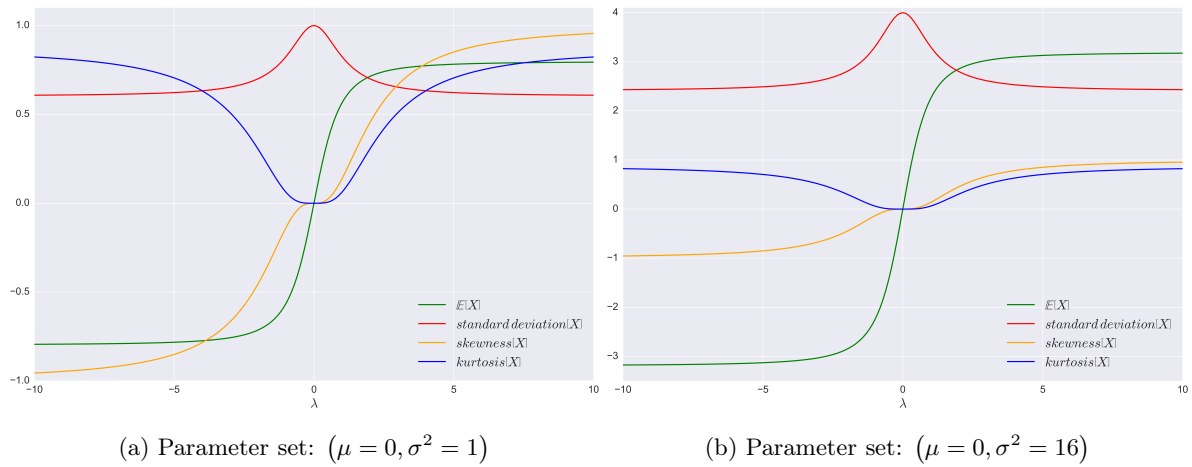 1.0
0.5
0.0
−0.5
−1.0
−10
−5
0
5
10
λ
𝔼[X]
standard deviation[X]
skewness[X]
kurtosis[X]
(a) Parameter set: (μ = 0, σ² = 1)
4
3
2
1
0
−1
−2
−3
−10
−5
0
5
10
λ
𝔼[X]
standard deviation[X]
skewness[X]
kurtosis[X]
(b) Parameter set: (μ = 0, σ² = 16)